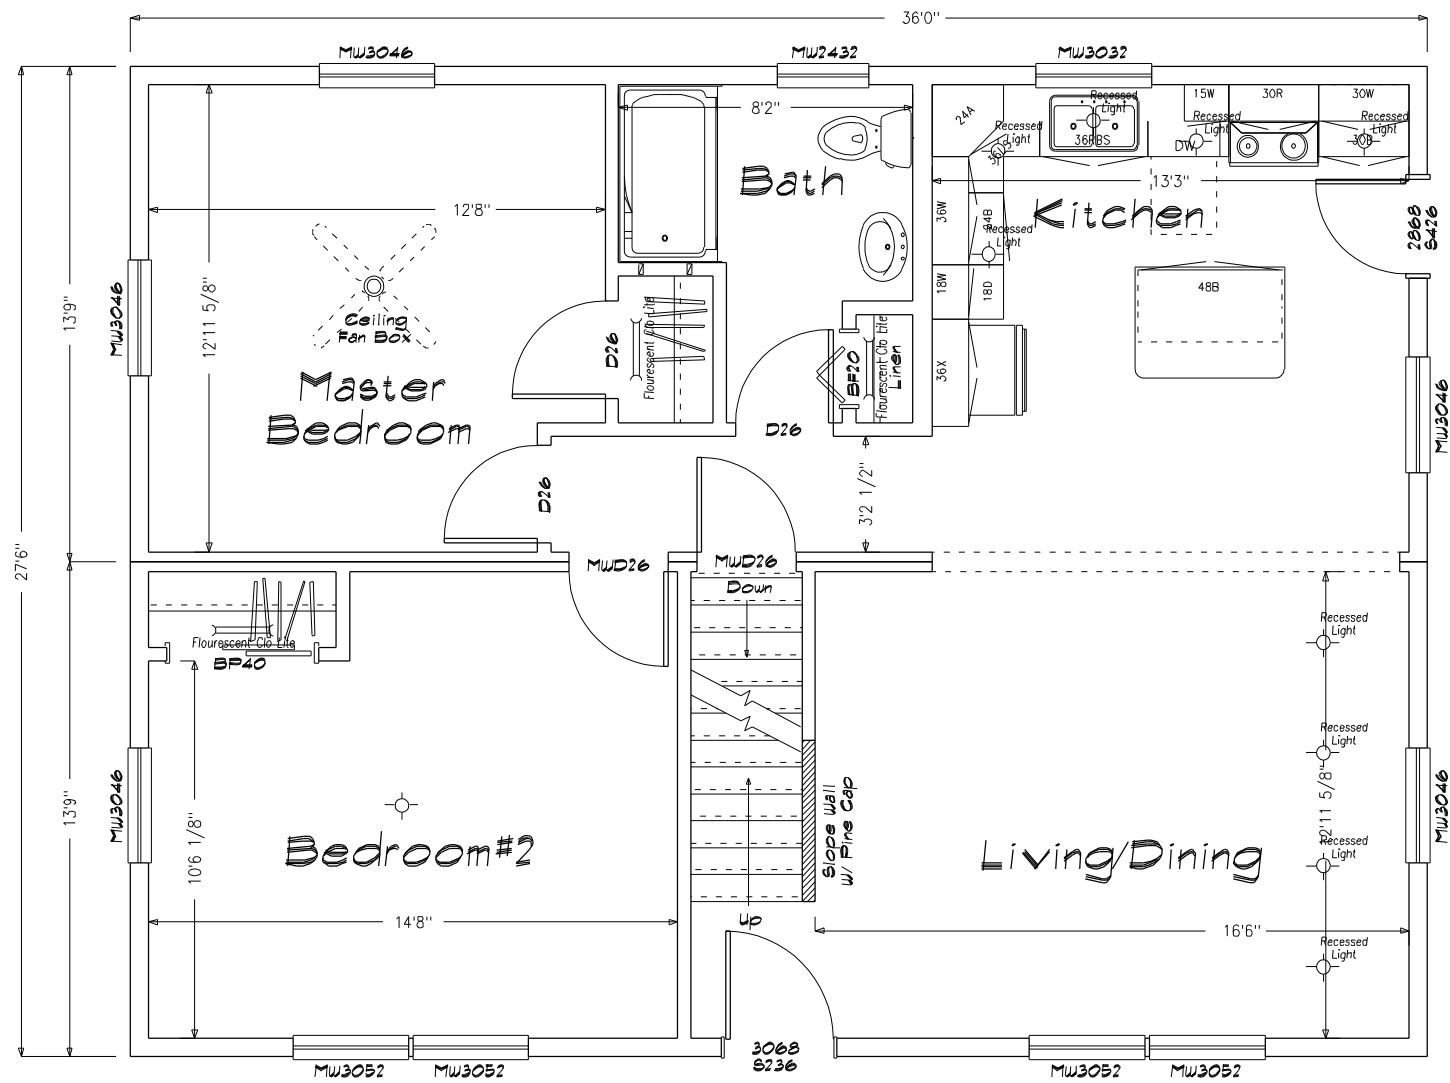 36'0"
MW3046
MW2432
MW3032
8'2"
24A
15W
30R
30W
Recessed
Light
Recessed
Light
Recessed
Light
Recessed
Light
36RBS
DW
30B
Bath
13'3"
Kitchen
36W
24B
Recessed
Light
2868
S426
12'8"
12'11 5/8"
13'9"
MW3046
Ceiling
Fan Box
Master
Bedroom
D26
Flourescent Clo Lite
BF20
Flourescent Clo Lite
Linen
18W
18D
48B
36X
MW3046
D26
D26
3'2 1/2"
27'6"
MWD26
MWD26
Down
Flourescent Clo Lite
BP40
Recessed
Light
Recessed
Light
13'9"
MW3046
10'6 1/8"
Bedroom#2
Slope Wall
W/ Pine Cap
Living/Dining
12'11 5/8"
Recessed
Light
MW3046
14'8"
Up
16'6"
Recessed
Light
MW3052
MW3052
3068
S236
MW3052
MW3052